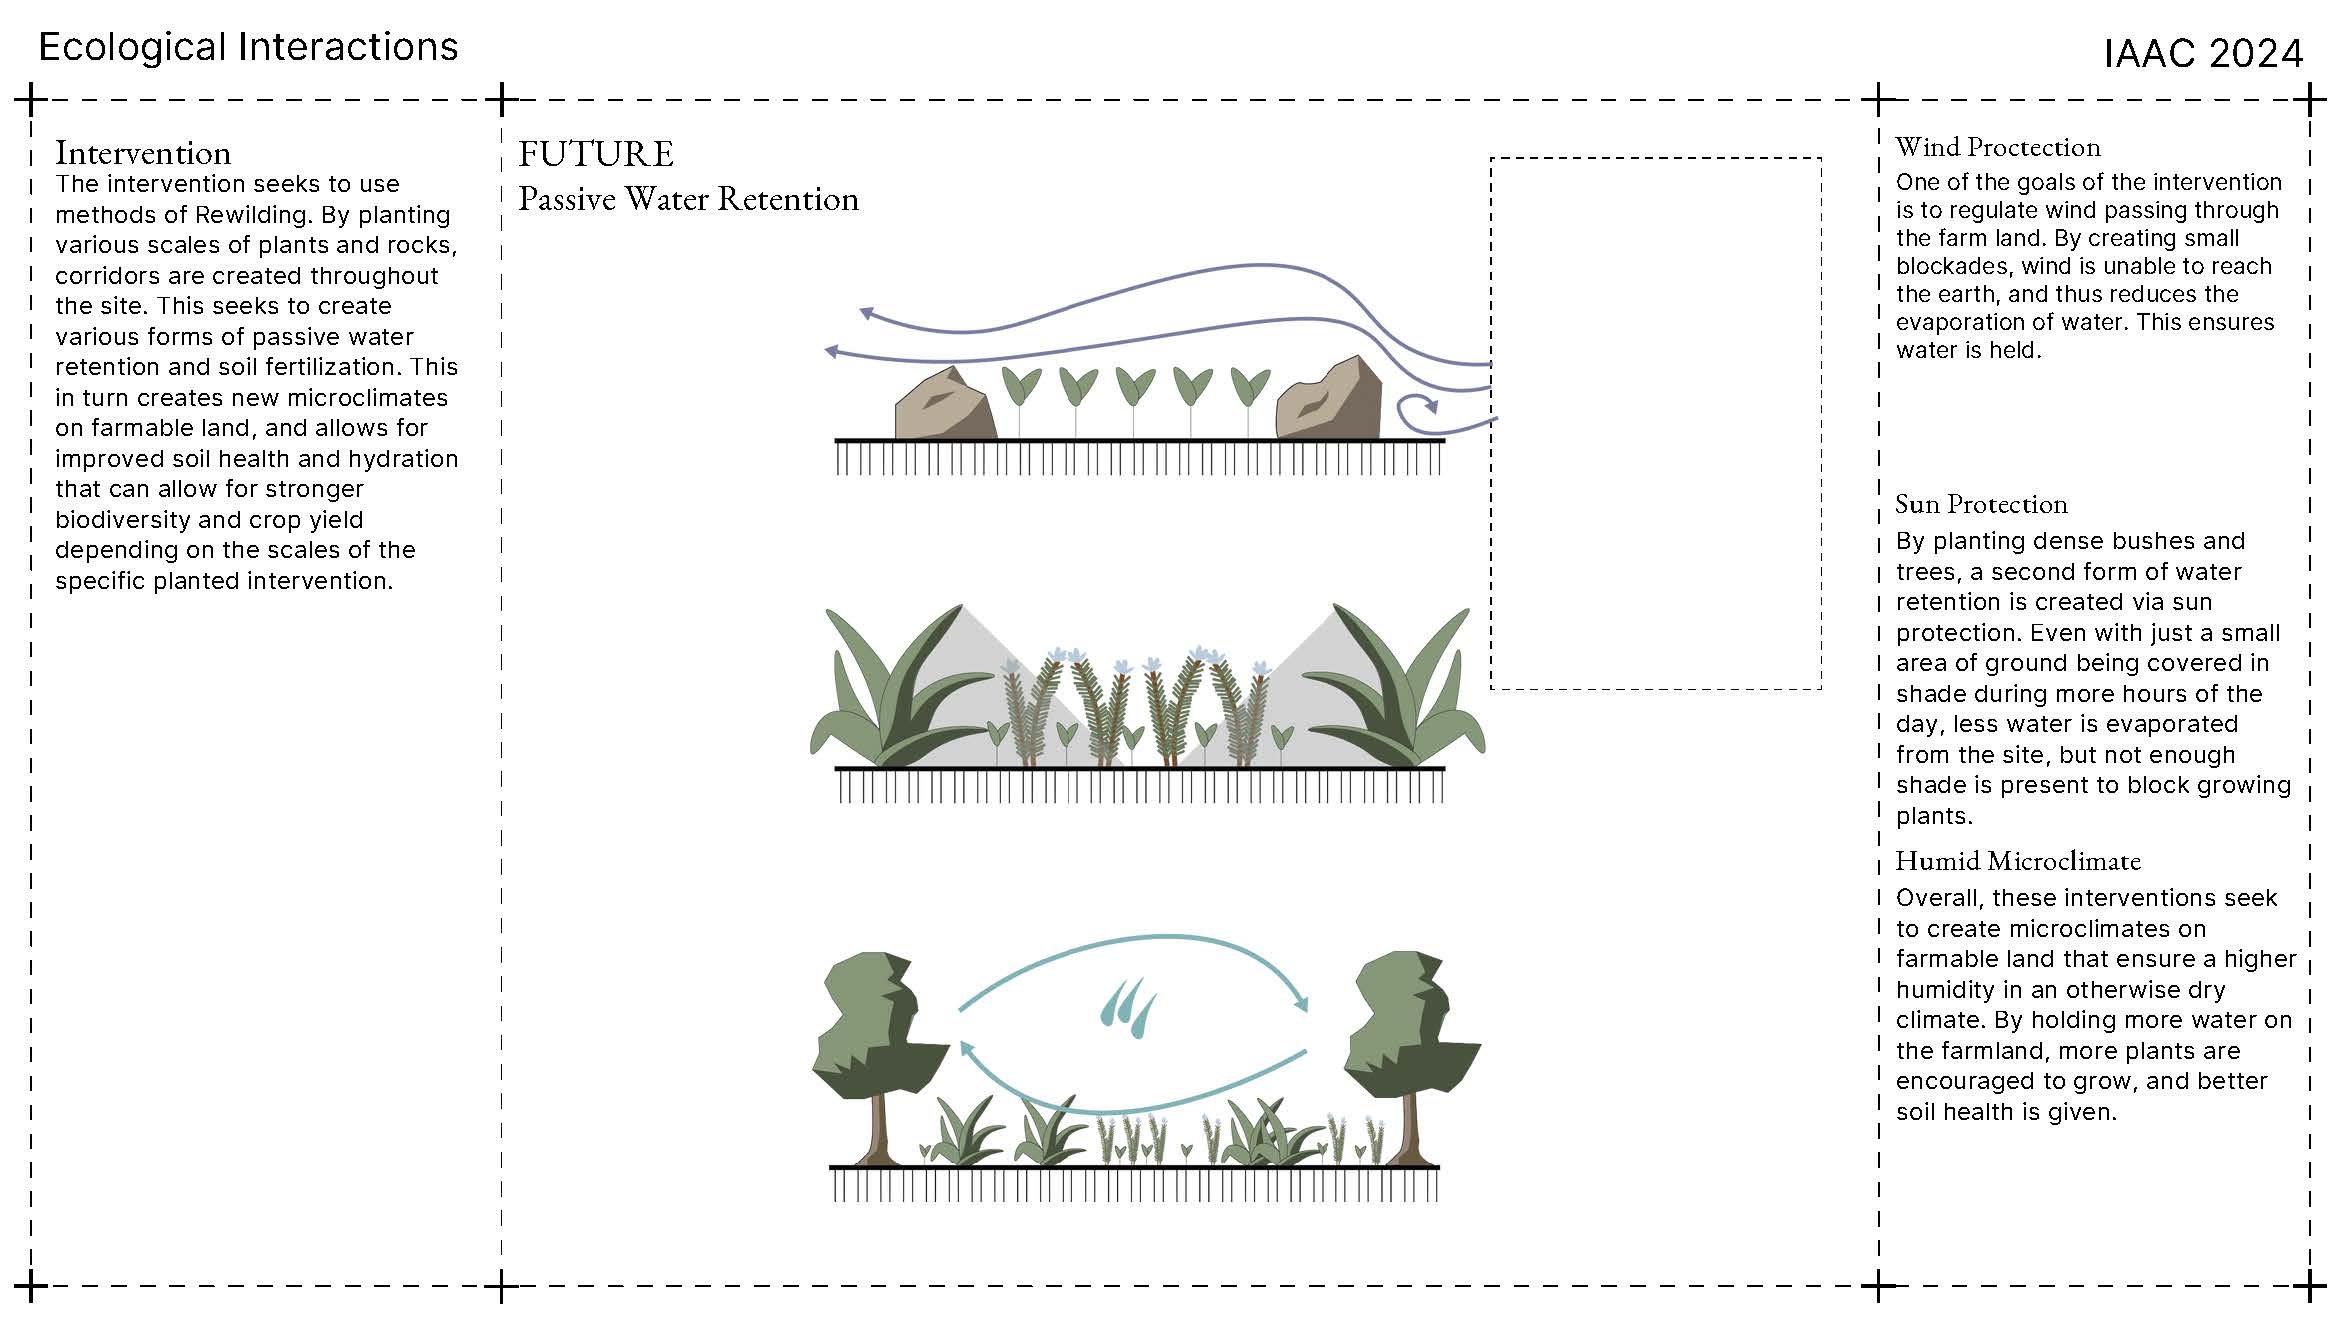 Ecological Interactions
IAAC 2024
Intervention
The intervention seeks to use
methods of Rewilding. By planting
various scales of plants and rocks,
corridors are created throughout
the site. This seeks to create
various forms of passive water
retention and soil fertilization. This
in turn creates new microclimates
on farmable land, and allows for
improved soil health and hydration
that can allow for stronger
biodiversity and crop yield
depending on the scales of the
specific planted intervention.
FUTURE
Passive Water Retention
Wind Proctection
One of the goals of the intervention
is to regulate wind passing through
the farm land. By creating small
blockades, wind is unable to reach
the earth, and thus reduces the
evaporation of water. This ensures
water is held.
Sun Protection
By planting dense bushes and
trees, a second form of water
retention is created via sun
protection. Even with just a small
area of ground being covered in
shade during more hours of the
day, less water is evaporated
from the site, but not enough
shade is present to block growing
plants.
Humid Microclimate
Overall, these interventions seek
to create microclimates on
farmable land that ensure a higher
humidity in an otherwise dry
climate. By holding more water on
the farmland, more plants are
encouraged to grow, and better
soil health is given.